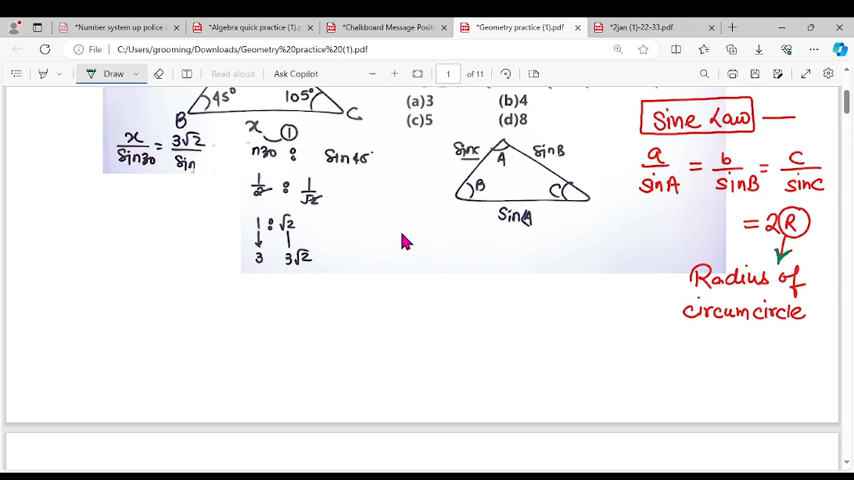 *Number system up police c
*Algebra quick practice (1).p
*Chalkboard Message Posit
*Geometry practice (1).pdf
*2jan (1)-22-33.pdf
File
C:/Users/grooming/Downloads/Geometry%20practice%20(1).pdf
Draw
Read aloud
Ask Copilot
1
of 11
45°
105°
(a)3
(b)4
B
C
(c)5
(d)8
x
1
x/sin30 = 3√2/sin
n30 : sin45
1/2 : 1/√2
1 : √2
3 3√2
sinc
A
sinB
B
C
sinA
Sine Law —
a/sinA = b/sinB = c/sinC
= 2R
Radius of
circumcircle